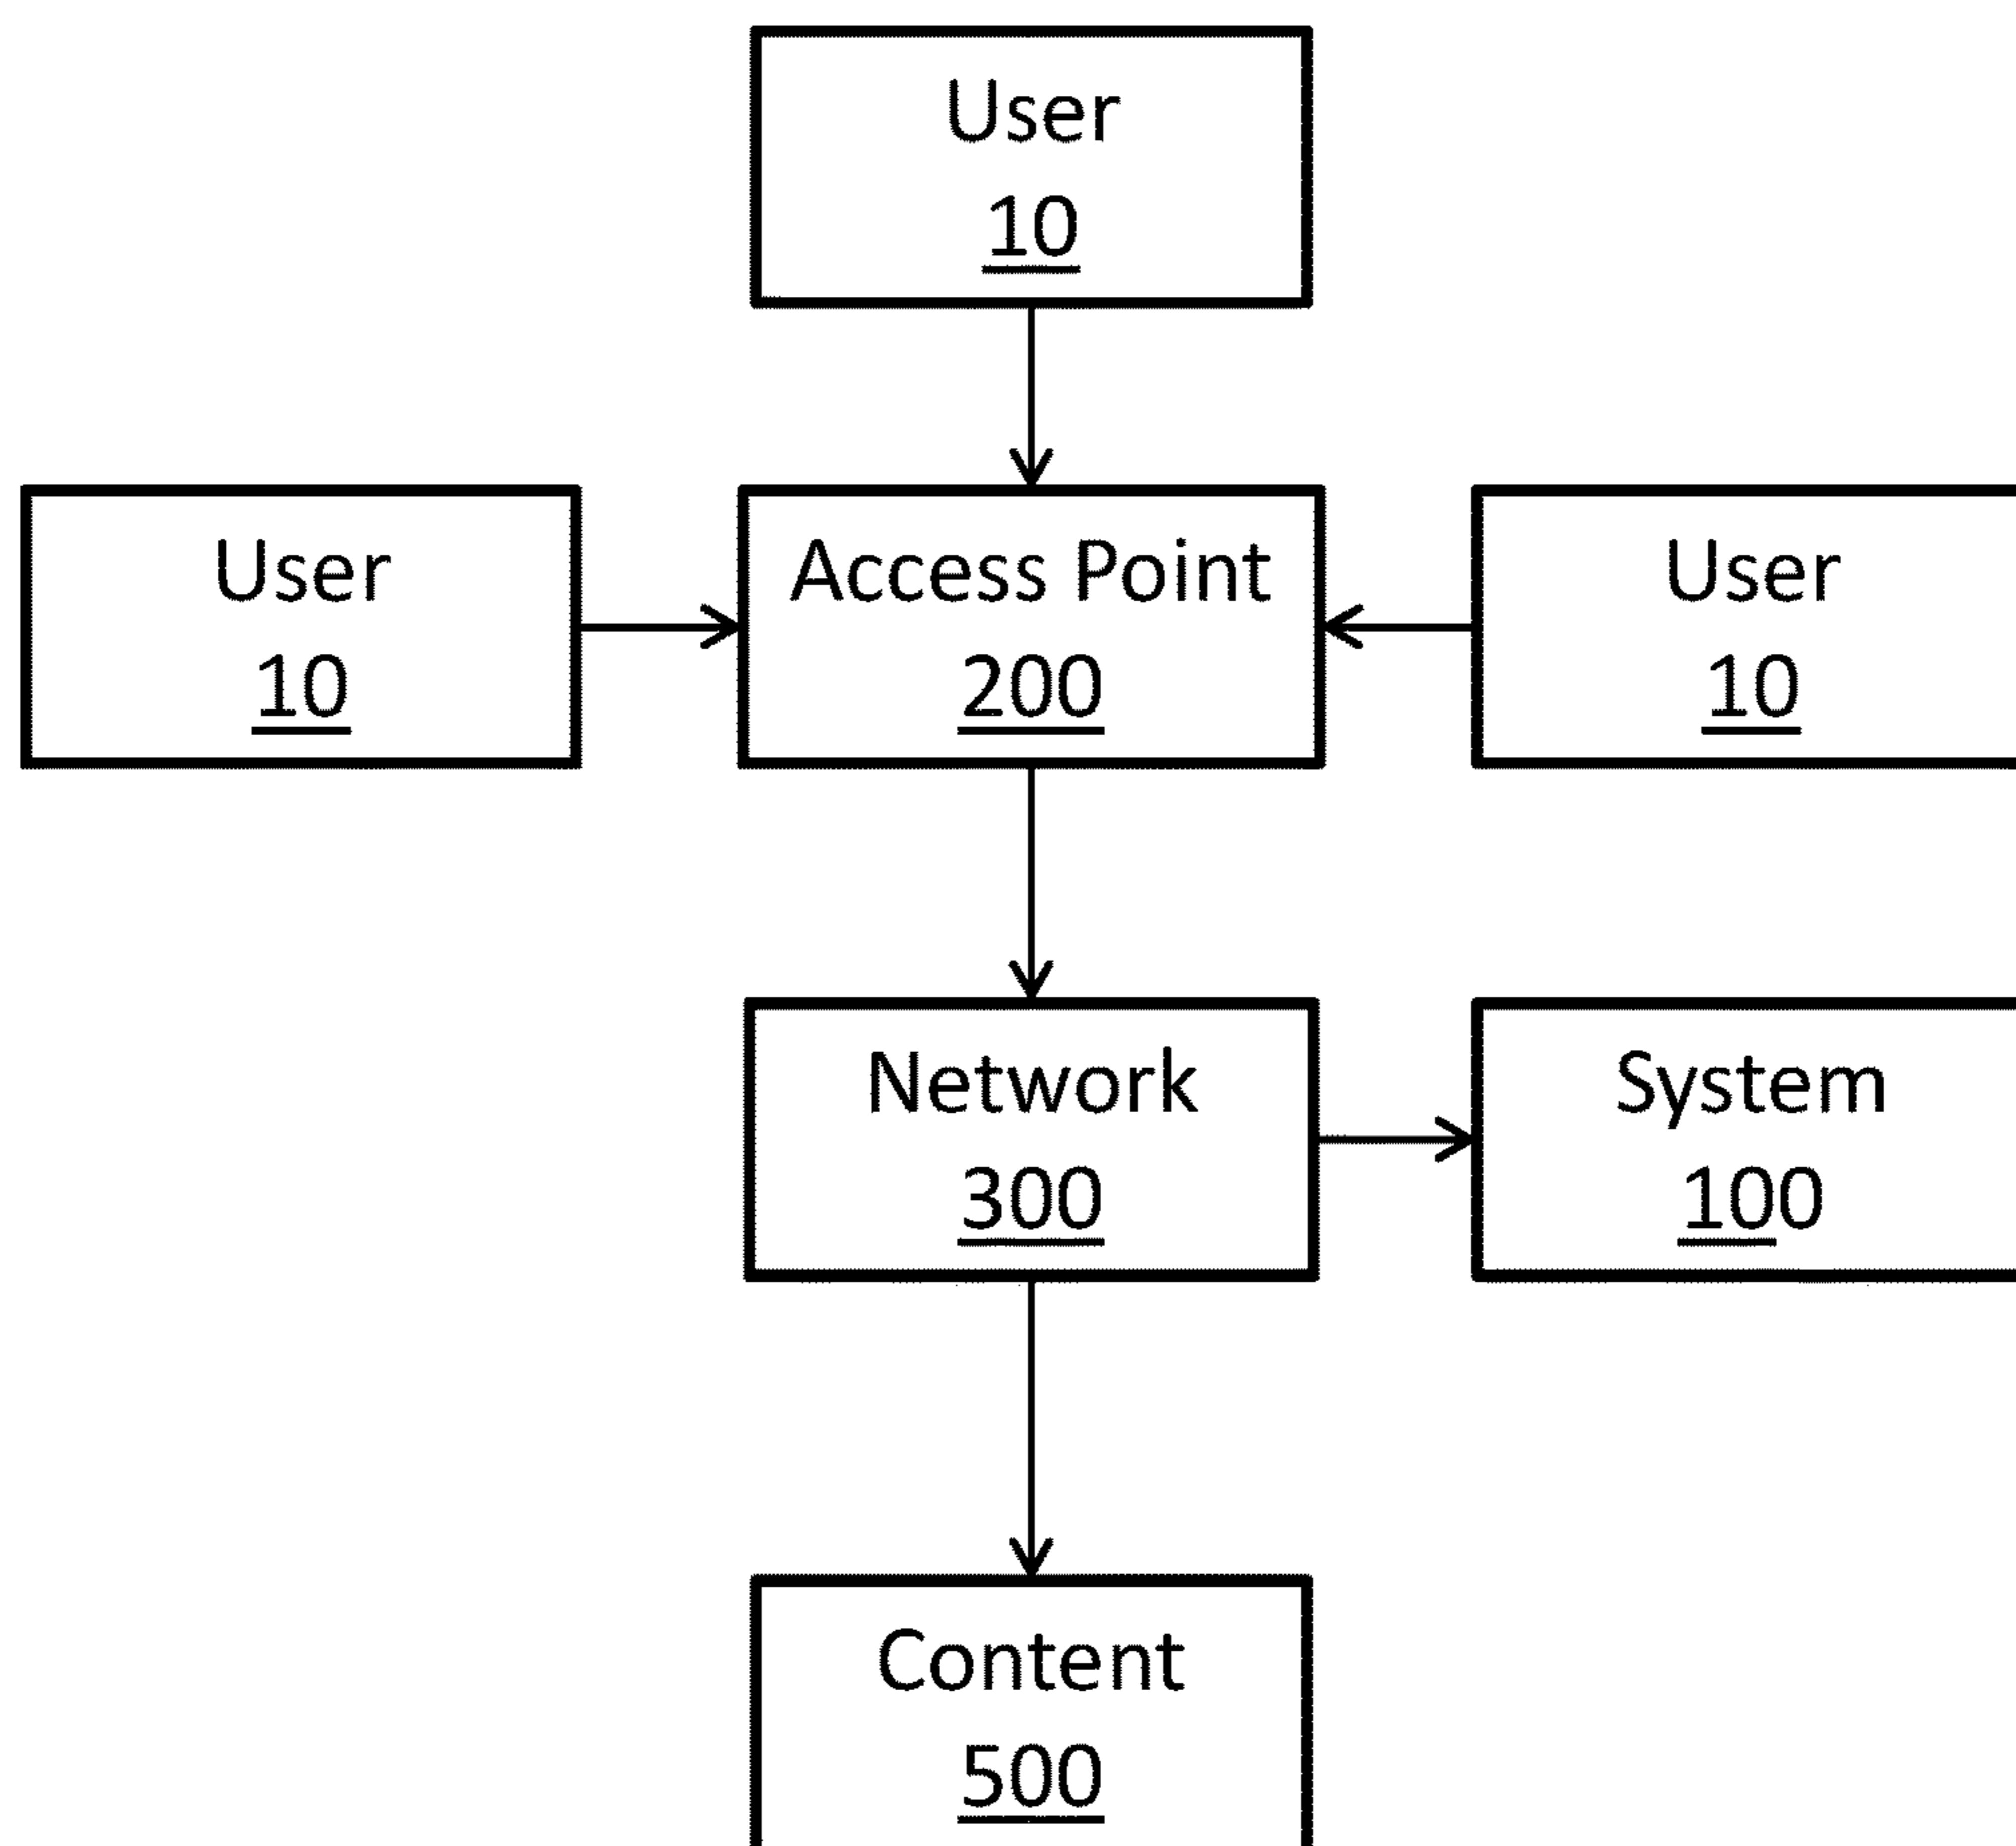 User
10
User
10
Access Point
200
User
10
Network
300
System
100
Content
500